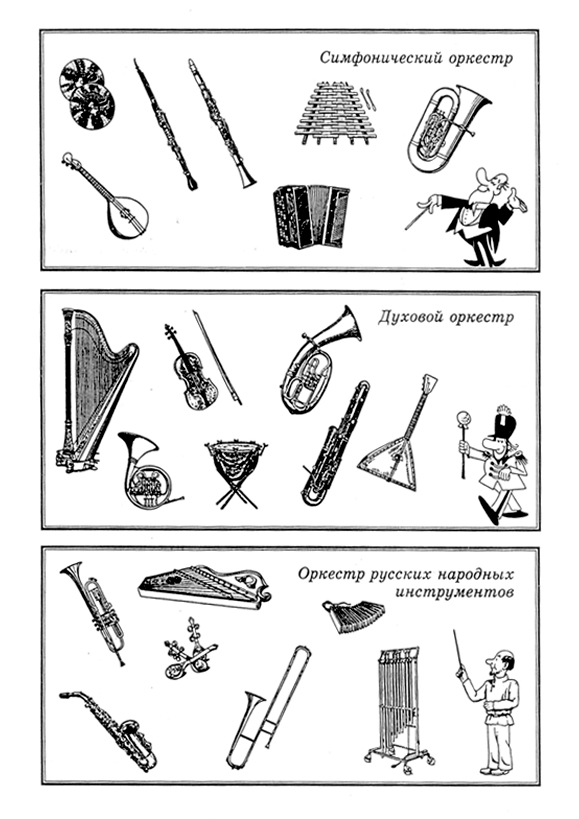 Симфонический оркестр
Духовой оркестр
Оркестр русских народных
инструментов